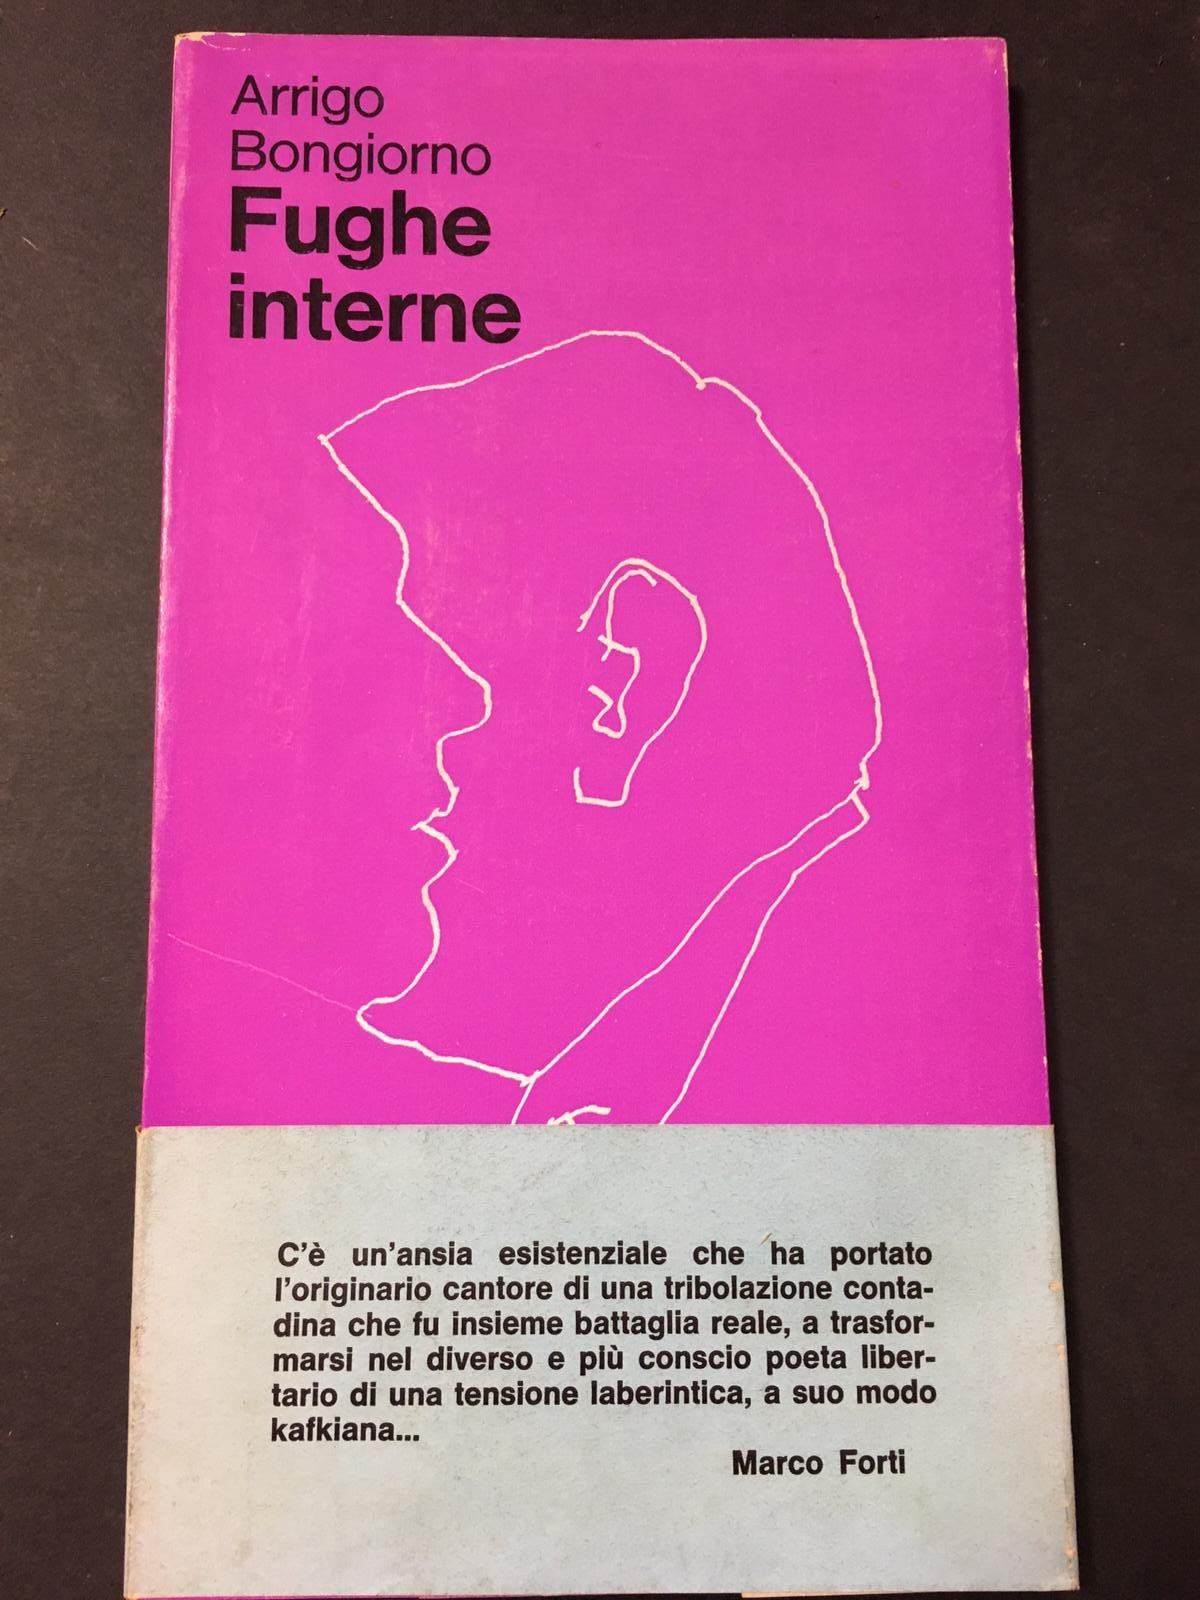 Arrigo
Bongiorno
Fughe
interne
C'è un'ansia esistenziale che ha portato
l'originario cantore di una tribolazione conta-
dina che fu insieme battaglia reale, a trasfor-
marsi nel diverso e più conscio poeta liber-
tario di una tensione laberintica, a suo modo
kafkiana...
Marco Forti